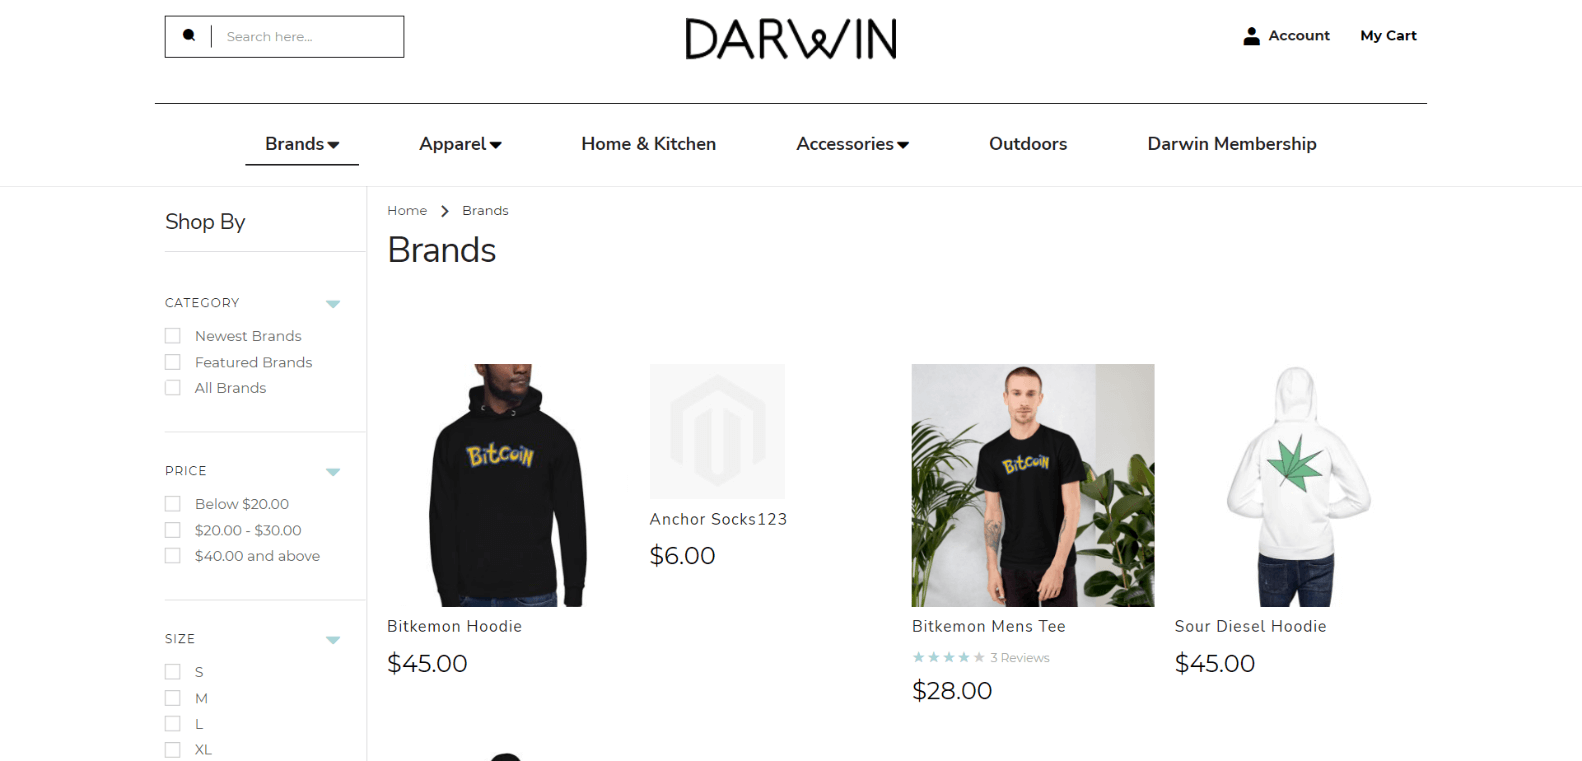 Search here...
DARWIN
Account
My Cart
Brands
Apparel
Home & Kitchen
Accessories
Outdoors
Darwin Membership
Shop By
CATEGORY
Newest Brands
Featured Brands
All Brands
PRICE
Below $20.00
$20.00 - $30.00
$40.00 and above
SIZE
S
M
L
XL
Home
Brands
Brands
BitCoiN
Bitkemon Hoodie
$45.00
Anchor Socks123
$6.00
BitCoiN
Bitkemon Mens Tee
3 Reviews
$28.00
Sour Diesel Hoodie
$45.00